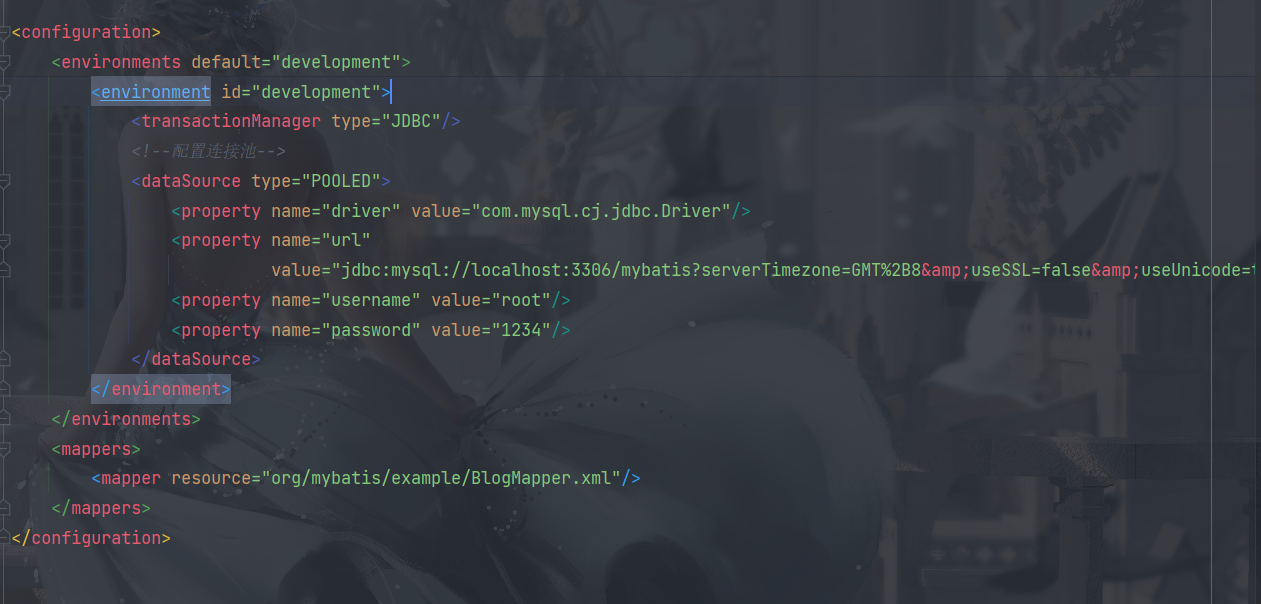 <configuration>
<environments default="development">
<environment id="development">
<transactionManager type="JDBC"/>
<!--配置连接池-->
<dataSource type="POOLED">
<property name="driver" value="com.mysql.cj.jdbc.Driver"/>
<property name="url"
value="jdbc:mysql://localhost:3306/mybatis?serverTimezone=GMT%2B8&amp;useSSL=false&amp;useUnicode=
<property name="username" value="root"/>
<property name="password" value="1234"/>
</dataSource>
</environment>
</environments>
<mappers>
<mapper resource="org/mybatis/example/BlogMapper.xml"/>
</mappers>
</configuration>